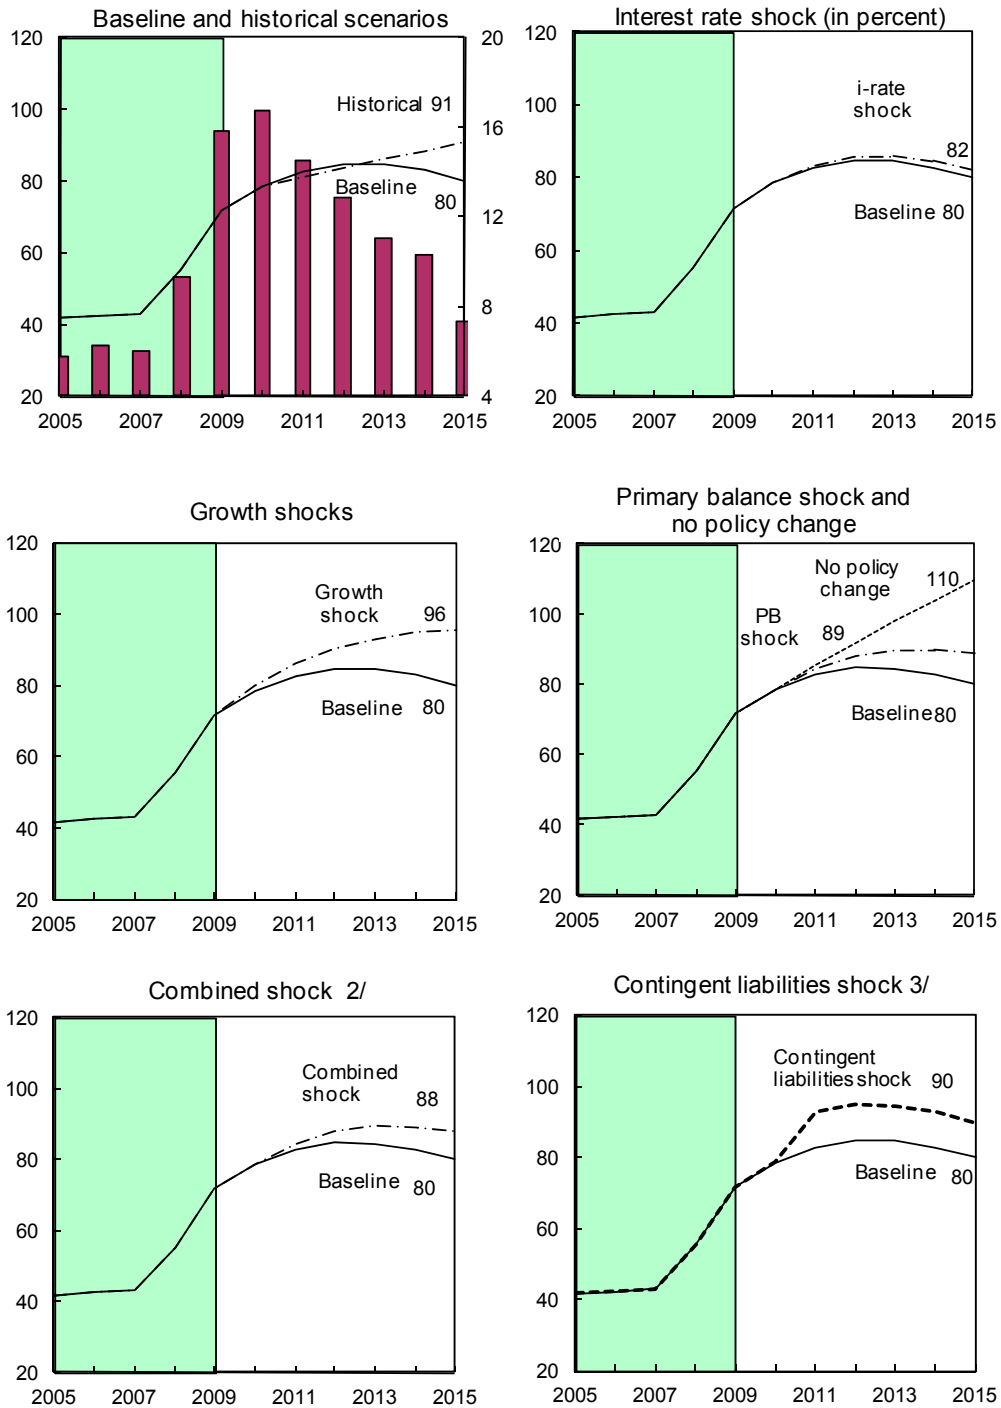 Baseline and historical scenarios
120
100
80
60
40
20
20
16
12
8
4
Historical 91
Baseline
80
2005 2007 2009 2011 2013 2015
Interest rate shock (in percent)
120
100
80
60
40
20
i-rate
shock
82
Baseline 80
2005 2007 2009 2011 2013 2015
Growth shocks
120
100
80
60
40
20
Growth
shock
96
Baseline 80
2005 2007 2009 2011 2013 2015
Primary balance shock and
no policy change
120
100
80
60
40
20
No policy
change
110
PB
shock
89
Baseline 80
2005 2007 2009 2011 2013 2015
Combined shock 2/
120
100
80
60
40
20
Combined
shock
88
Baseline 80
2005 2007 2009 2011 2013 2015
Contingent liabilities shock 3/
120
100
80
60
40
20
Contingent
liabilities shock 90
Baseline 80
2005 2007 2009 2011 2013 2015